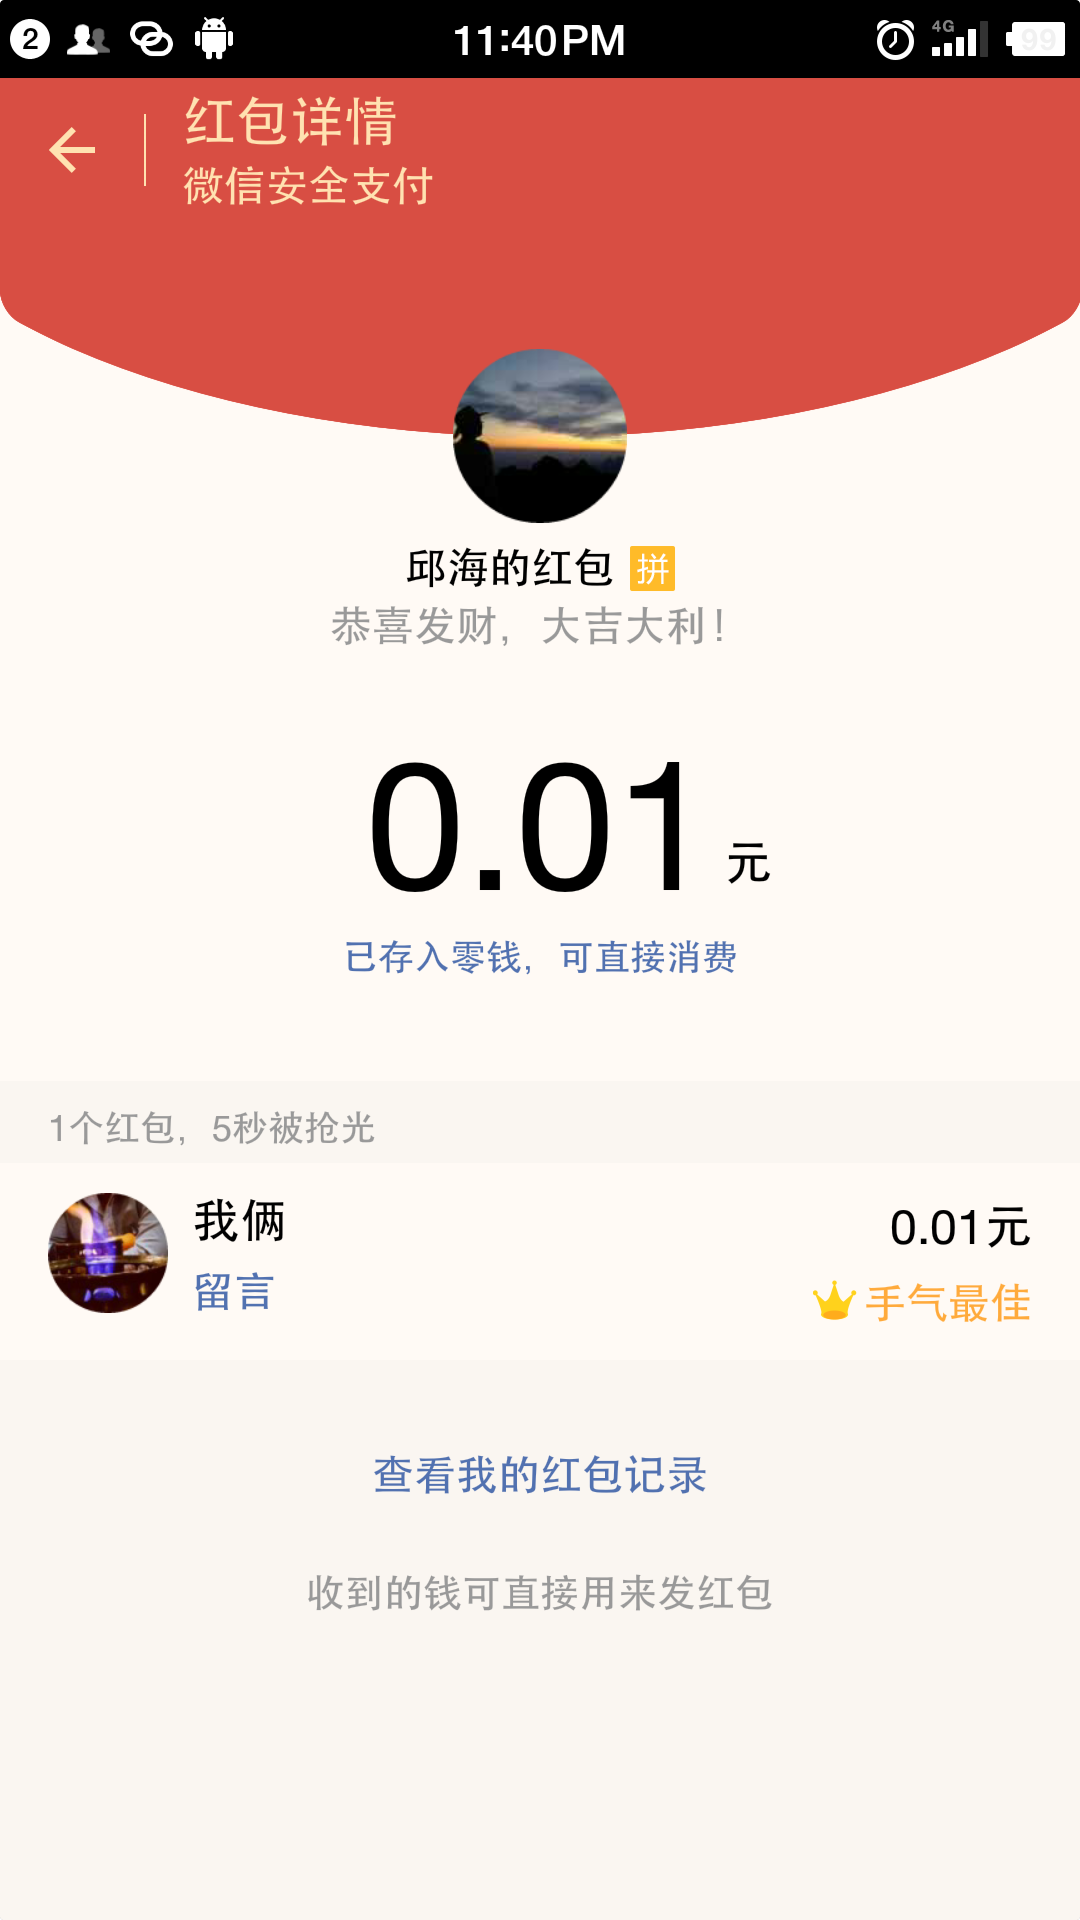 2 11:40PM 4G 99
红包详情
微信安全支付
邱海的红包 拼
恭喜发财，大吉大利！
0.01元
已存入零钱，可直接消费
1个红包，5秒被抢光
我俩 0.01元
留言 手气最佳
查看我的红包记录
收到的钱可直接用来发红包